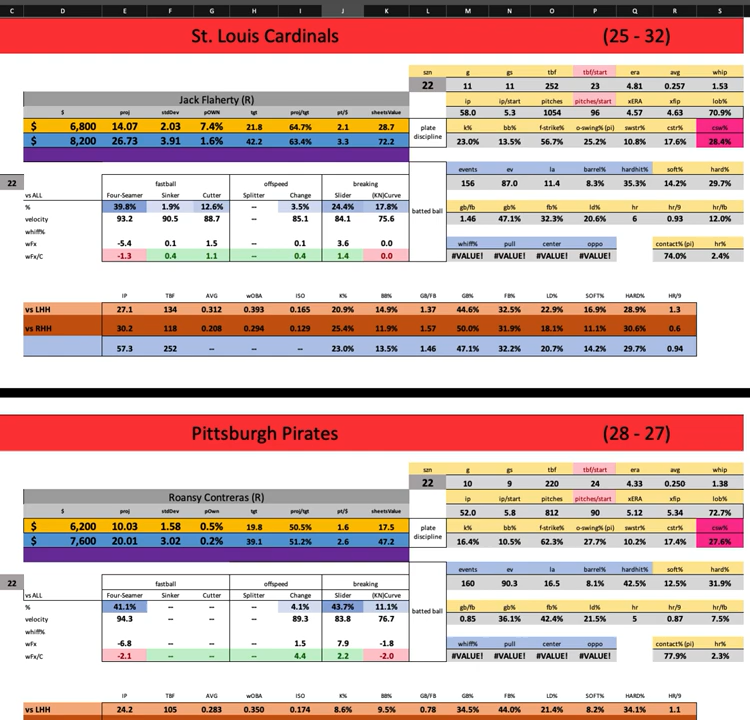 C D E F G H I J K L M N O P Q R S
St. Louis Cardinals (25 - 32)
szn g gs tbf tbf/start era avg whip
22 11 11 252 23 4.81 0.257 1.53
Jack Flaherty (R) ip ip/start pitches pitches/start xERA xfip lob%
$ proj stdDev pOWN tgt proj/tgt pt/$ sheetsValue 58.0 5.3 1054 96 4.57 4.63 70.9%
$ 6,800 14.07 2.03 7.4% 21.8 64.7% 2.1 28.7 plate discipline k% bb% f-strike% o-swing% (pi) swstr% cstr% csw%
$ 8,200 26.73 3.91 1.6% 42.2 63.4% 3.3 72.2 23.0% 13.5% 56.7% 25.2% 10.8% 17.6% 28.4%
events ev la barrel% hardhit% soft% hard%
22 fastball offspeed breaking batted ball 156 87.0 11.4 8.3% 35.3% 14.2% 29.7%
vs ALL Four-Seamer Sinker Cutter Splitter Change Slider (KN)Curve
% 39.8% 1.9% 12.6% -- 3.5% 24.4% 17.8% gb/fb gb% fb% ld% hr hr/9 hr/fb
velocity 93.2 90.5 88.7 -- 85.1 84.1 75.6 1.46 47.1% 32.3% 20.6% 6 0.93 12.0%
whiff%
wFx -5.4 0.1 1.5 0.1 3.6 0.0 whiff% pull center oppo contact% (pi) hr%
wFx/C -1.3 0.4 1.1 -- 0.4 1.4 0.0 #VALUE! #VALUE! #VALUE! #VALUE! 74.0% 2.4%
IP TBF AVG wOBA ISO K% BB% GB/FB GB% FB% LD% SOFT% HARD% HR/9
vs LHH 27.1 134 0.312 0.393 0.165 20.9% 14.9% 1.37 44.6% 32.5% 22.9% 16.9% 28.9% 1.3
vs RHH 30.2 118 0.208 0.294 0.129 25.4% 11.9% 1.57 50.0% 31.9% 18.1% 11.1% 30.6% 0.6
57.3 252 -- -- 23.0% 13.5% 1.46 47.1% 32.2% 20.7% 14.2% 29.7% 0.94
Pittsburgh Pirates (28 - 27)
szn g gs tbf tbf/start era avg whip
22 10 9 220 24 4.33 0.250 1.38
Roansy Contreras (R) ip ip/start pitches pitches/start xERA xfip lob%
$ proj stdDev pOwn tgt proj/tgt pt/$ sheetsValue 52.0 5.8 812 90 5.12 5.34 72.7%
$ 6,200 10.03 1.58 0.5% 19.8 50.5% 1.6 17.5 plate discipline k% bb% f-strike% o-swing% (pi) swstr% cstr% csw%
$ 7,600 20.01 3.02 0.2% 39.1 51.2% 2.6 47.2 16.4% 10.5% 62.3% 27.7% 10.2% 17.4% 27.6%
events ev la barrel% hardhit% soft% hard%
22 fastball offspeed breaking batted ball 160 90.3 16.5 8.1% 42.5% 12.5% 31.9%
vs ALL Four-Seamer Sinker Cutter Splitter Change Slider (KN)Curve
% 41.1% -- -- -- 4.1% 43.7% 11.1% gb/fb gb% fb% ld% hr hr/9 hr/fb
velocity 94.3 -- -- -- 89.3 83.8 76.7 0.85 36.1% 42.4% 21.5% 5 0.87 7.5%
whiff%
wFx -6.8 1.5 7.9 -1.8 whiff% pull center oppo contact% (pi) hr%
wFx/C -2.1 -- -- -- 4.4 2.2 -2.0 #VALUE! #VALUE! #VALUE! #VALUE! 77.9% 2.3%
IP TBF AVG wOBA ISO K% BB% GB/FB GB% FB% LD% SOFT% HARD% HR/9
vs LHH 24.2 105 0.283 0.350 0.174 8.6% 9.5% 0.78 34.5% 44.0% 21.4% 8.2% 34.1% 1.1